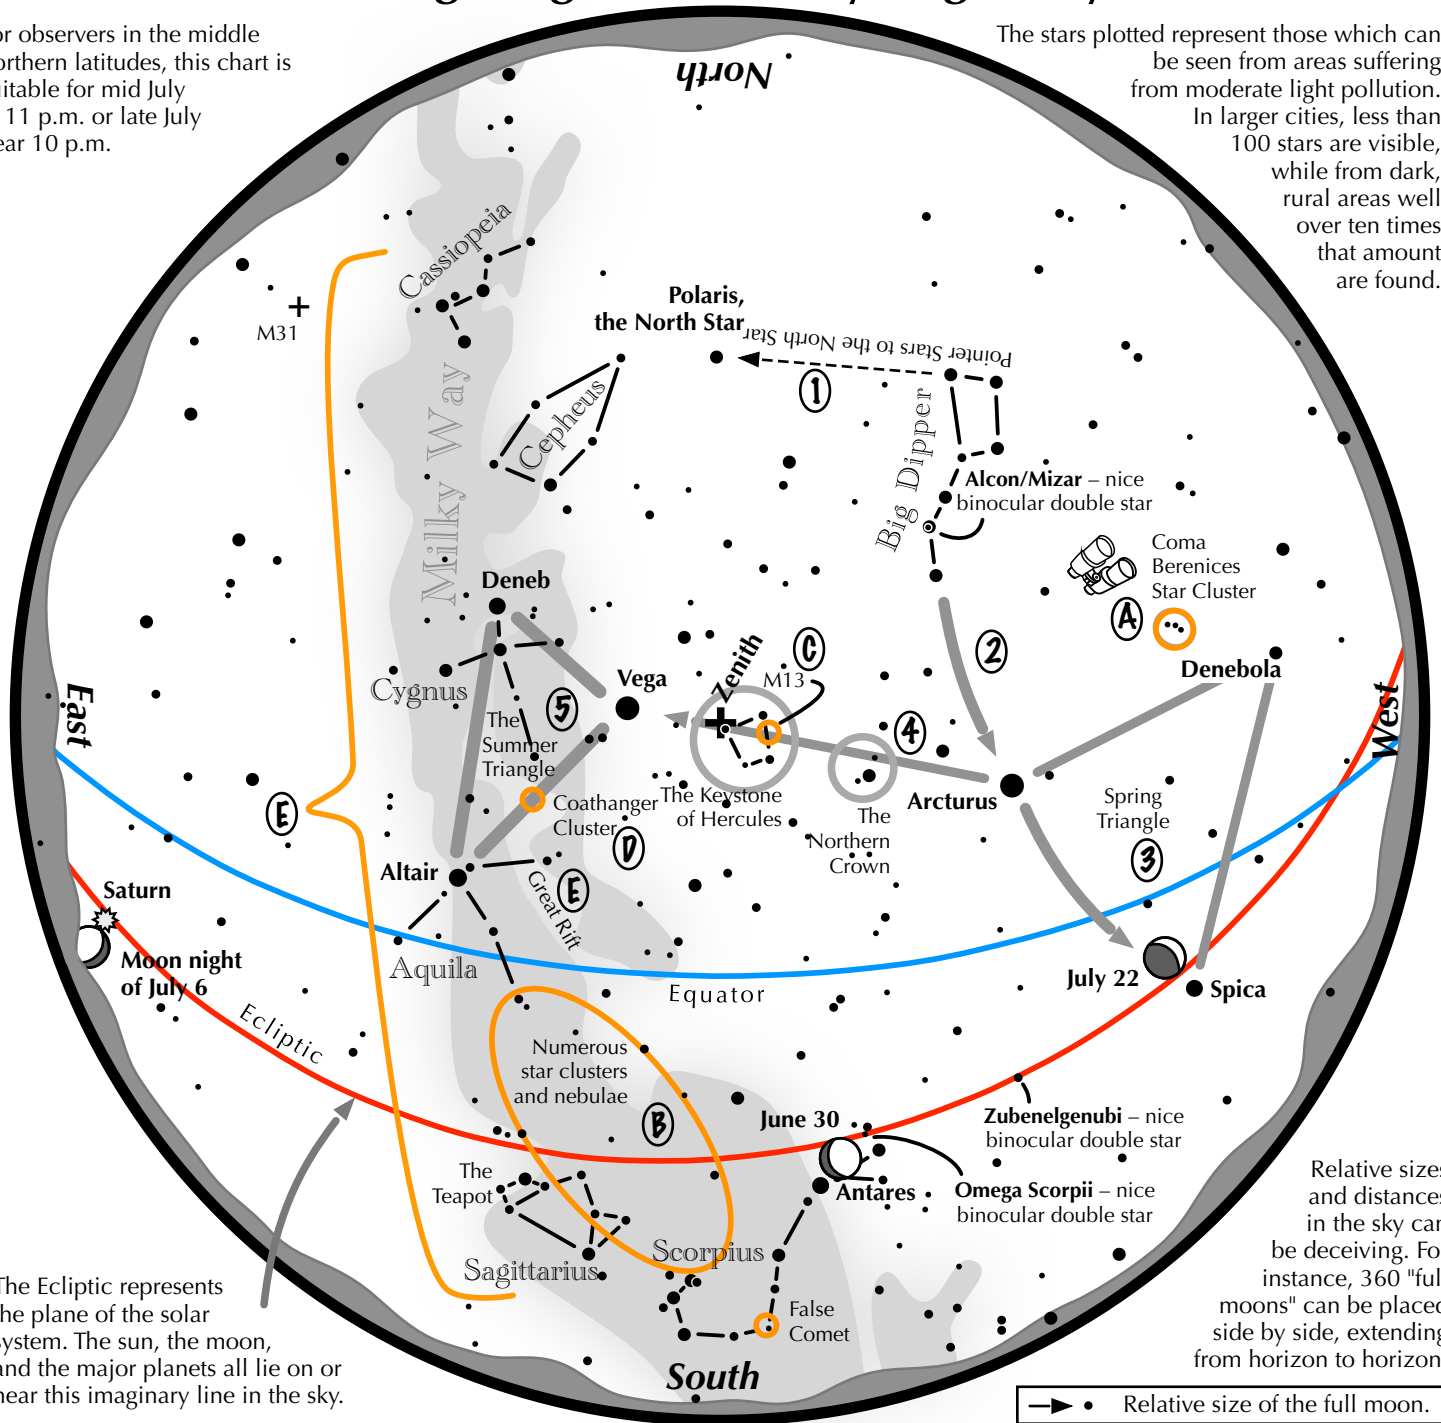 or observers in the middle
orthern latitudes, this chart is
uitable for mid July
11 p.m. or late July
ear 10 p.m.
The stars plotted represent those which can
be seen from areas suffering
from moderate light pollution.
In larger cities, less than
100 stars are visible,
while from dark,
rural areas well
over ten times
that amount
are found.
North
Cassiopeia
M31
Polaris,
the North Star
Pointer Stars to the North Star
1
Milky Way
Cepheus
Big Dipper
Alcon/Mizar – nice
binocular double star
Coma
Berenices
Star Cluster
A
Denebola
Deneb
Cygnus
Vega
Zenith
C
M13
2
5
The
Summer
Triangle
4
East
West
Coathanger
Cluster
D
The Keystone
of Hercules
The
Northern
Crown
Arcturus
Spring
Triangle
3
E
Altair
E
Great Rift
Aquila
Saturn
Moon night
of July 6
Equator
July 22
Spica
Ecliptic
Numerous
star clusters
and nebulae
B
June 30
Zubenelgenubi – nice
binocular double star
The
Teapot
Antares
Omega Scorpii – nice
binocular double star
Sagittarius
Scorpius
False
Comet
South
The Ecliptic represents
the plane of the solar
system. The sun, the moon,
and the major planets all lie on or
near this imaginary line in the sky.
Relative sizes
and distances
in the sky can
be deceiving. For
instance, 360 "full
moons" can be placed
side by side, extending
from horizon to horizon
Relative size of the full moon.